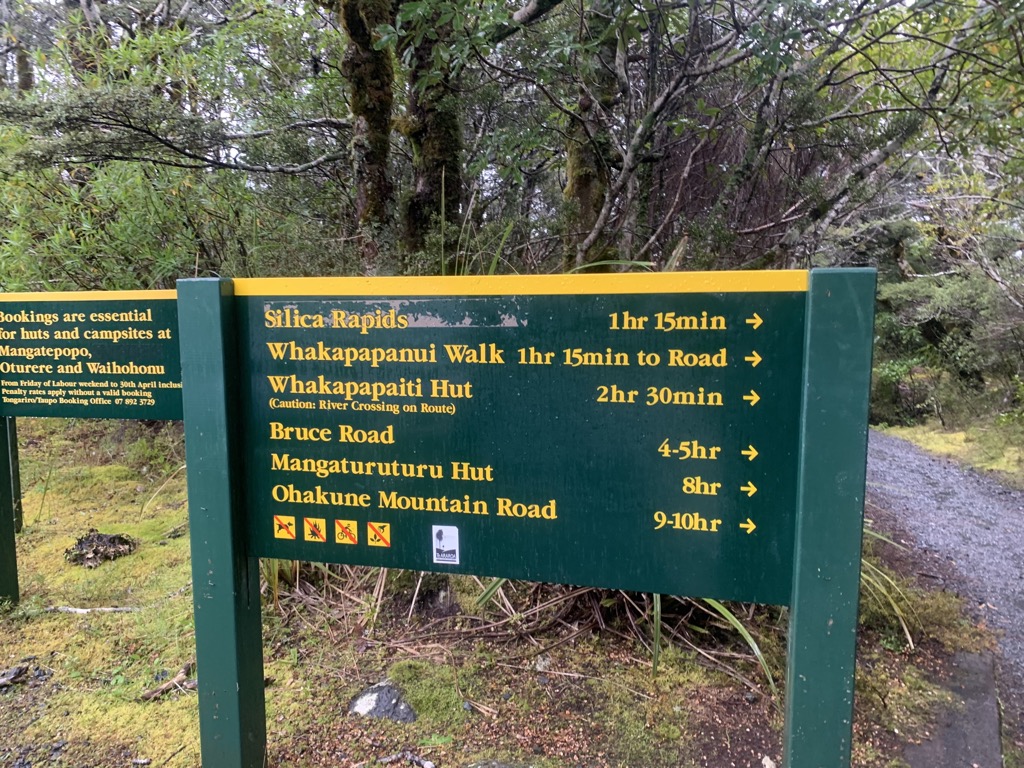 Bookings are essential
for huts and campsites at
Mangatepopo,
Oturere and Waihohonu
From Friday of Labour weekend to 30th April
Penalty rates apply without a valid booking
Tongariro/Taupo Booking Office 07 892 3729
Silica Rapids 1hr 15min →
Whakapapanui Walk 1hr 15min to Road →
Whakapapaiti Hut 2hr 30min →
(Caution: River Crossing on Route)
Bruce Road 4-5hr →
Mangaturuturu Hut 8hr →
Ohakune Mountain Road 9-10hr →
TE ARAROA